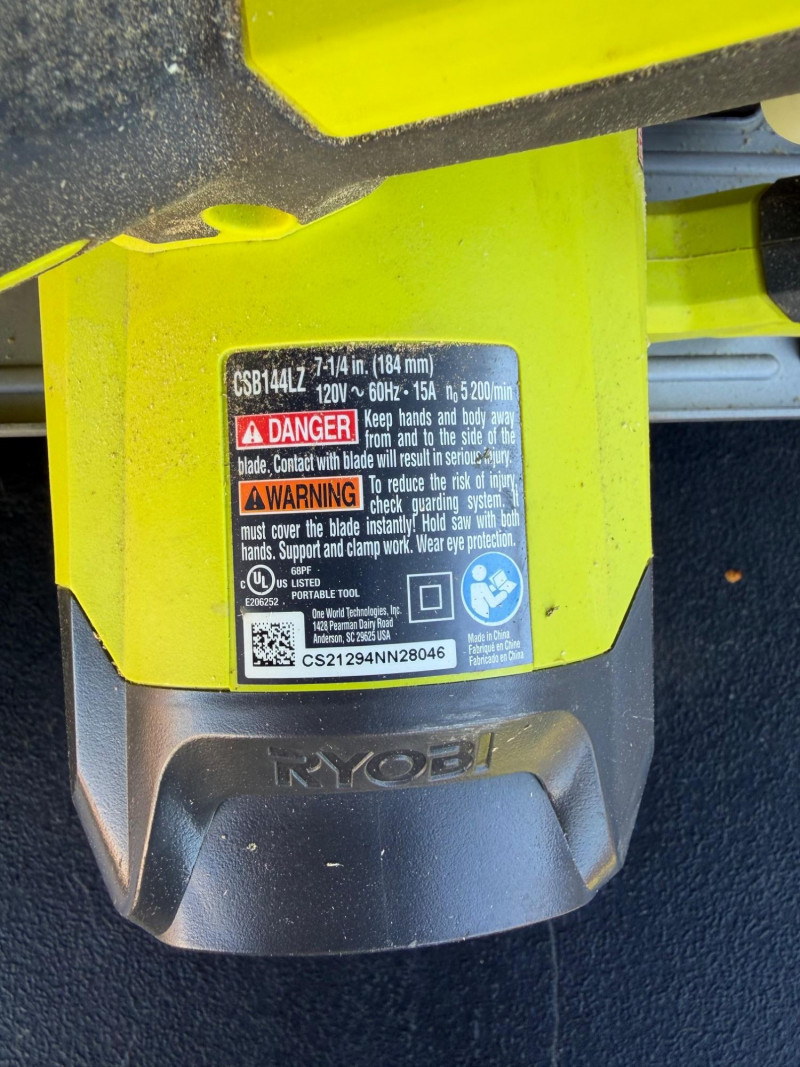 CSB144LZ 7-1/4 in. (184 mm)
120V ~ 60Hz • 15A n₀ 5 200/min
DANGER Keep hands and body away
from and to the side of the
blade. Contact with blade will result in serious injury.
WARNING To reduce the risk of injury,
check guarding system.
must cover the blade instantly! Hold saw with both
hands. Support and clamp work. Wear eye protection.
C UL US 68PF
LISTED
PORTABLE TOOL
E206252
One World Technologies, Inc.
1428 Pearman Dairy Road
Anderson, SC 29625 USA
CS21294NN28046
Made in China
Fabriqué en Chine
Fabricado en China
RYOBI